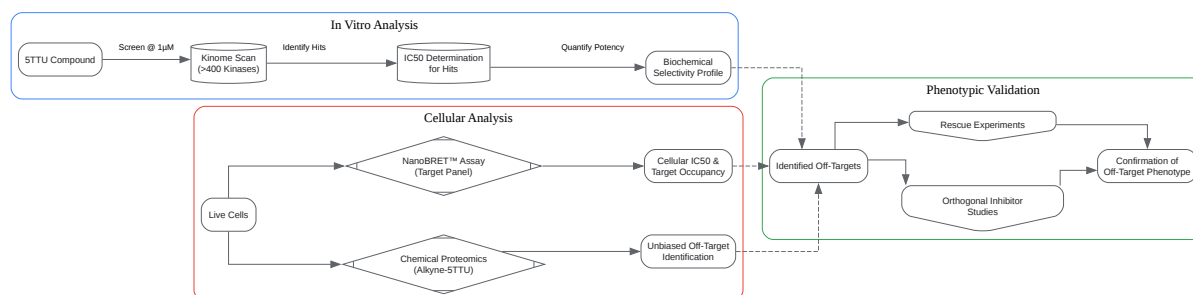 In Vitro Analysis
5TTU Compound
Screen @ 1µM
Kinome Scan
(>400 Kinases)
Identify Hits
IC50 Determination
for Hits
Quantify Potency
Biochemical
Selectivity Profile
Cellular Analysis
Live Cells
NanoBRET™ Assay
(Target Panel)
Cellular IC50 &
Target Occupancy
Chemical Proteomics
(Alkyne-5TTU)
Unbiased Off-Target
Identification
Phenotypic Validation
Identified Off-Targets
Rescue Experiments
Orthogonal Inhibitor
Studies
Confirmation of
Off-Target Phenotype